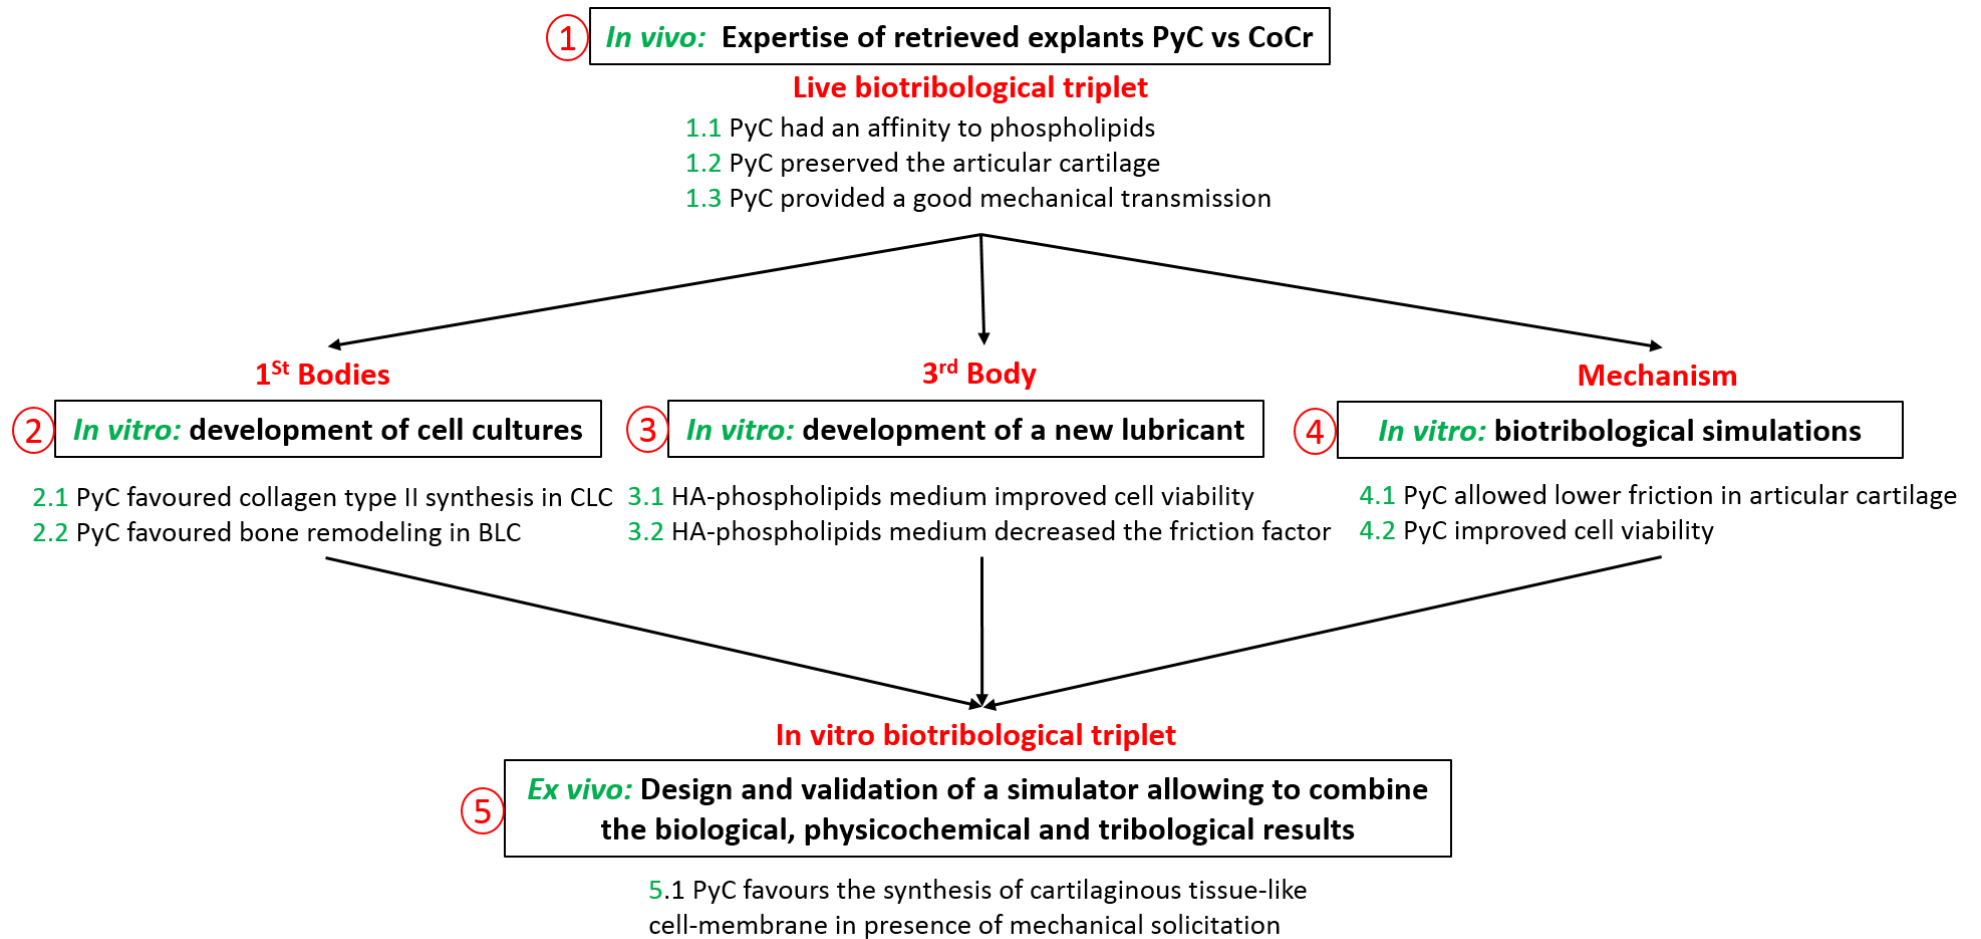 1 In vivo: Expertise of retrieved explants PyC vs CoCr
Live biotribological triplet
1.1 PyC had an affinity to phospholipids
1.2 PyC preserved the articular cartilage
1.3 PyC provided a good mechanical transmission
1St Bodies
2 In vitro: development of cell cultures
2.1 PyC favoured collagen type II synthesis in CLC
2.2 PyC favoured bone remodeling in BLC
3rd Body
3 In vitro: development of a new lubricant
3.1 HA-phospholipids medium improved cell viability
3.2 HA-phospholipids medium decreased the friction factor
Mechanism
4 In vitro: biotribological simulations
4.1 PyC allowed lower friction in articular cartilage
4.2 PyC improved cell viability
In vitro biotribological triplet
5 Ex vivo: Design and validation of a simulator allowing to combine
the biological, physicochemical and tribological results
5.1 PyC favours the synthesis of cartilaginous tissue-like
cell-membrane in presence of mechanical solicitation